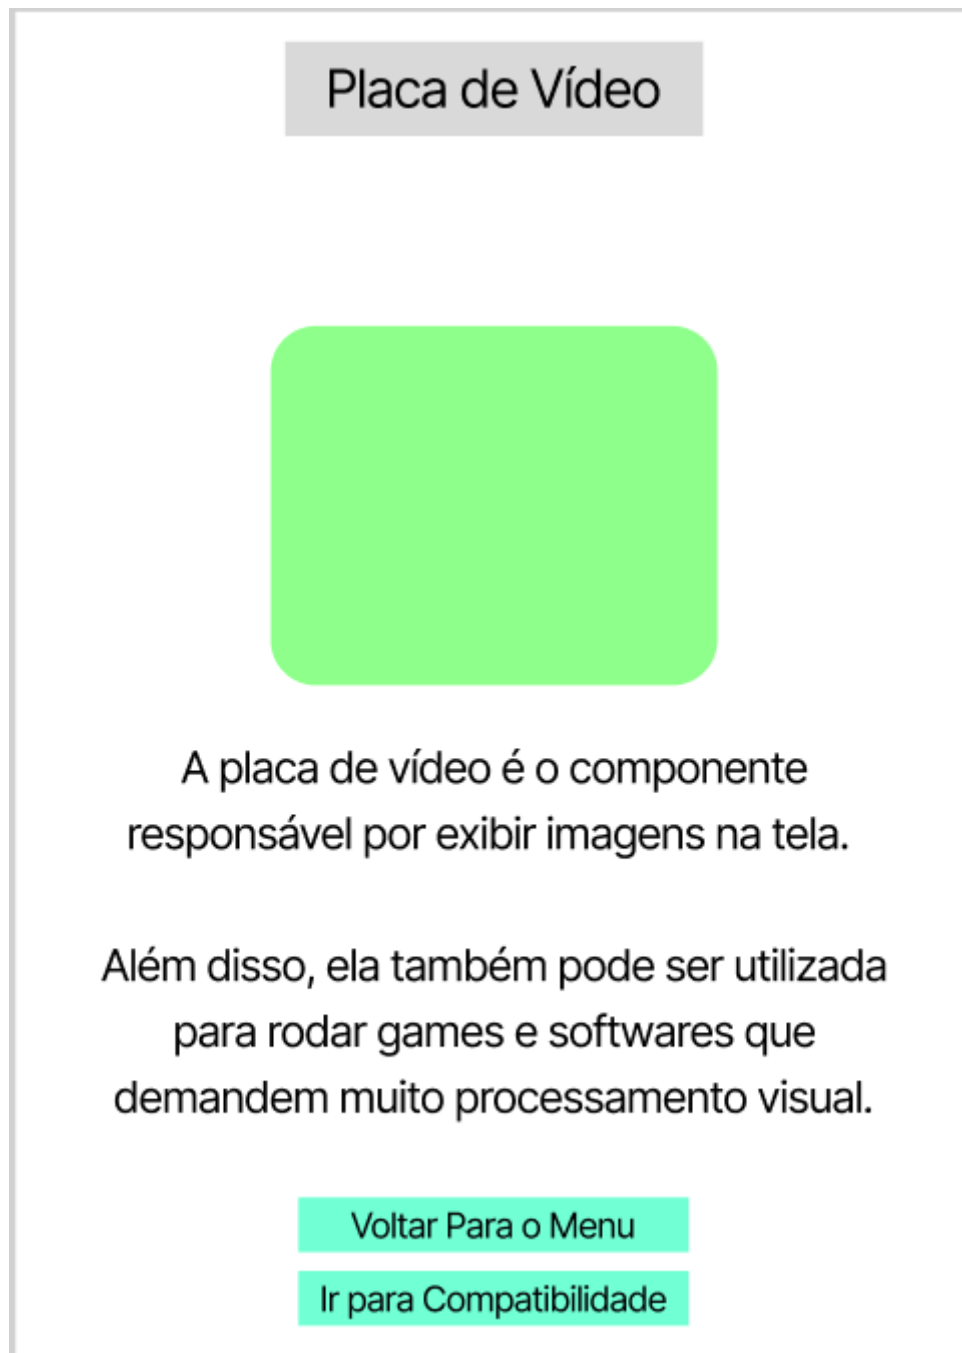 Placa de Vídeo
A placa de vídeo é o componente
responsável por exibir imagens na tela.
Além disso, ela também pode ser utilizada
para rodar games e softwares que
demandem muito processamento visual.
Voltar Para o Menu
Ir para Compatibilidade